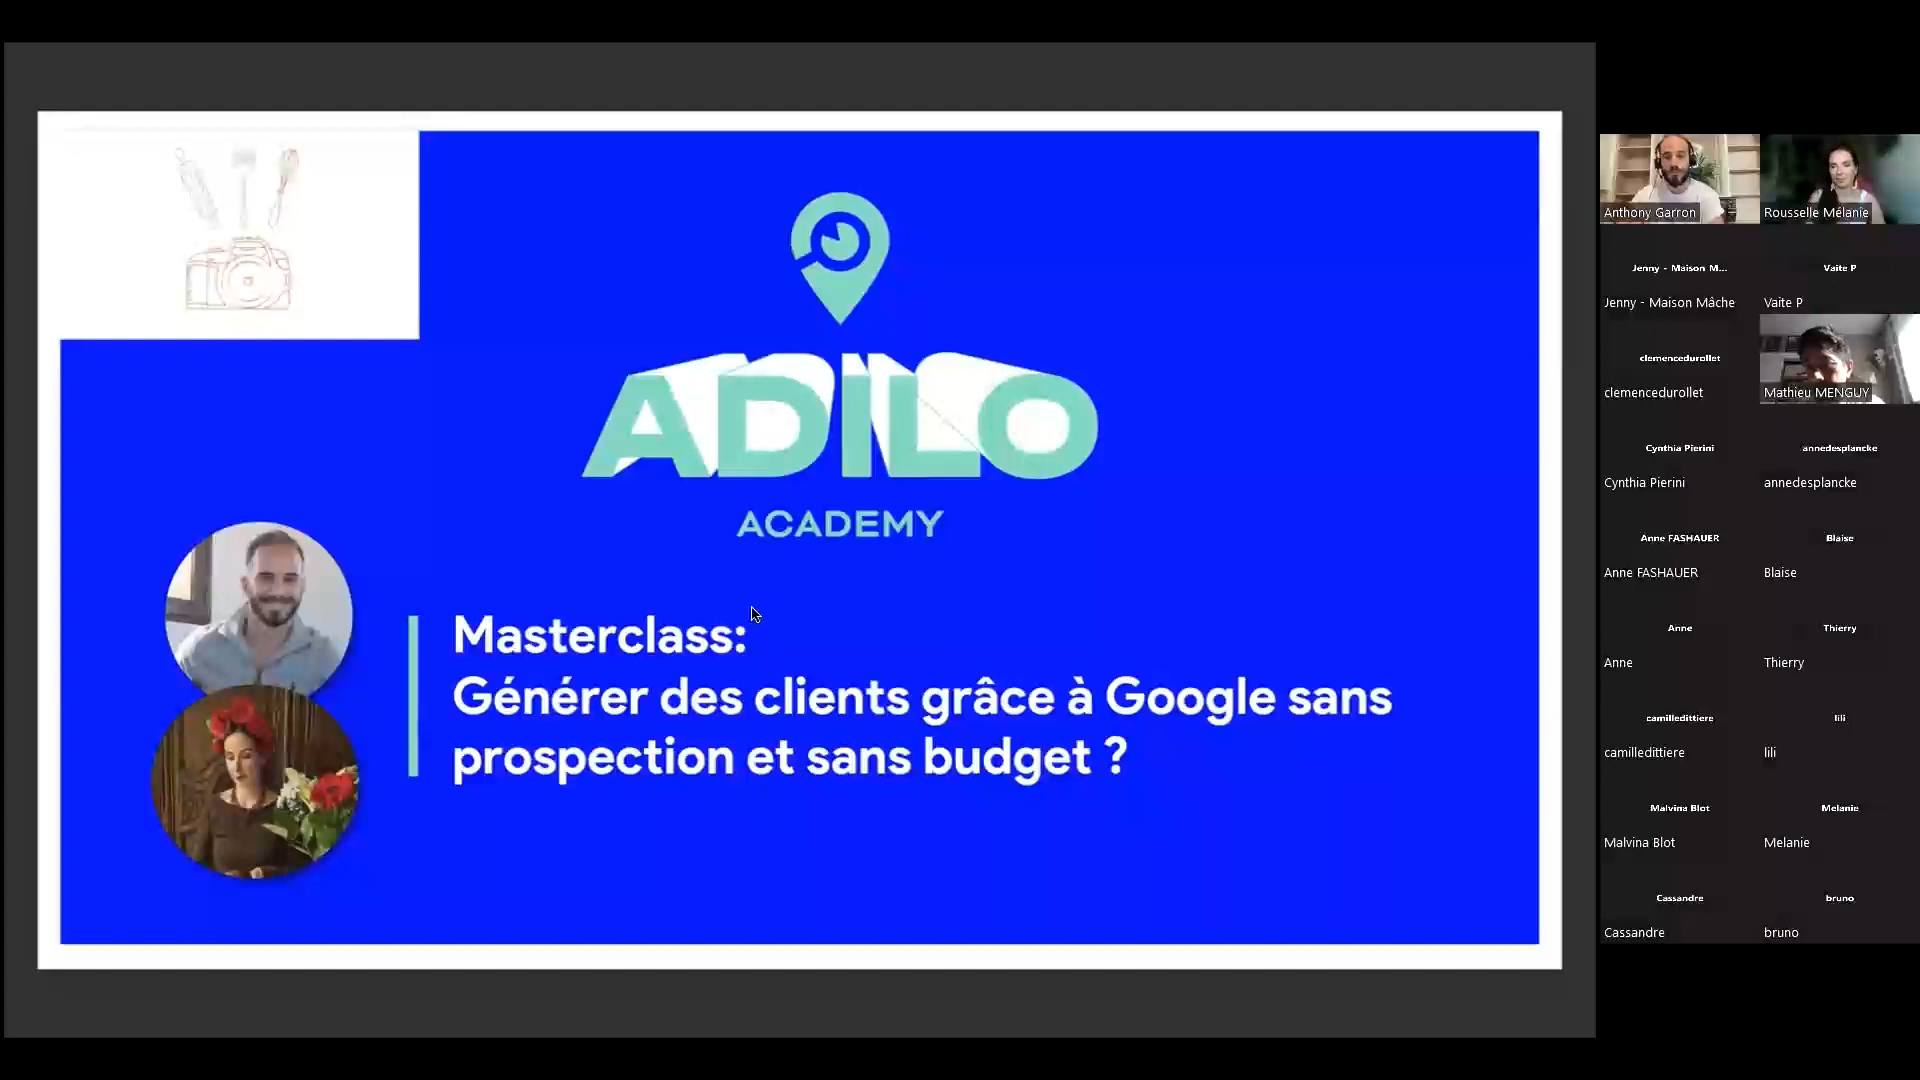 ADILO
ACADEMY
Masterclass:
Générer des clients grâce à Google sans
prospection et sans budget ?
Anthony Garron
Rousselle Mélanie
Jenny - Maison M...
Vaite P
Jenny - Maison Mâche
Vaite P
clemencedurollet
clemencedurollet
Mathieu MENGUY
Cynthia Pierini
annedesplancke
Cynthia Pierini
annedesplancke
Anne FASHAUER
Blaise
Anne FASHAUER
Blaise
Anne
Thierry
Anne
Thierry
camilledittiere
lili
camilledittiere
lili
Malvina Blot
Melanie
Malvina Blot
Melanie
Cassandre
bruno
Cassandre
bruno